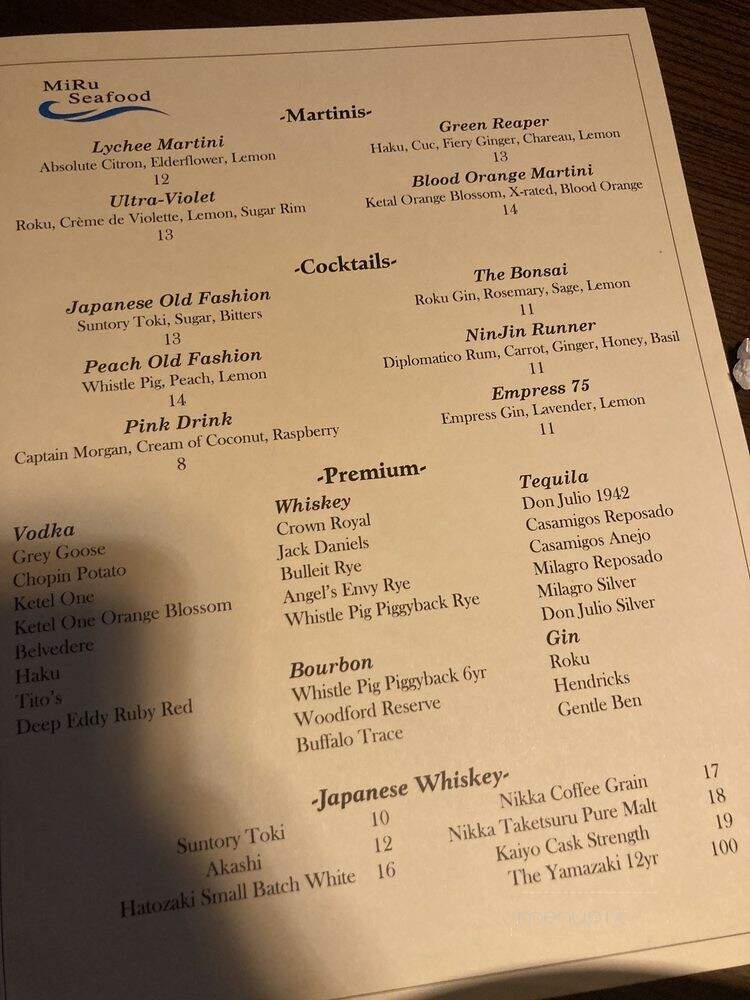 MiRu
Seafood
-Martinis-
Lychee Martini
Absolute Citron, Elderflower, Lemon
12
Ultra-Violet
Roku, Crème de Violette, Lemon, Sugar Rim
13
Green Reaper
Haku, Cuc, Fiery Ginger, Chareau, Lemon
13
Blood Orange Martini
Ketal Orange Blossom, X-rated, Blood Orange
14
-Cocktails-
Japanese Old Fashion
Suntory Toki, Sugar, Bitters
13
Peach Old Fashion
Whistle Pig, Peach, Lemon
14
Pink Drink
Captain Morgan, Cream of Coconut, Raspberry
8
The Bonsai
Roku Gin, Rosemary, Sage, Lemon
11
NinJin Runner
Diplomatico Rum, Carrot, Ginger, Honey, Basil
11
Empress 75
Empress Gin, Lavender, Lemon
11
-Premium-
Vodka
Grey Goose
Chopin Potato
Ketel One
Ketel One Orange Blossom
Belvedere
Haku
Tito's
Deep Eddy Ruby Red
Whiskey
Crown Royal
Jack Daniels
Bulleit Rye
Angel's Envy Rye
Whistle Pig Piggyback Rye
Bourbon
Whistle Pig Piggyback 6yr
Woodford Reserve
Buffalo Trace
Tequila
Don Julio 1942
Casamigos Reposado
Casamigos Anejo
Milagro Reposado
Milagro Silver
Don Julio Silver
Gin
Roku
Hendricks
Gentle Ben
-Japanese Whiskey-
Suntory Toki 10
Akashi 12
Hatozaki Small Batch White 16
Nikka Coffee Grain 17
Nikka Taketsuru Pure Malt 18
Kaiyo Cask Strength 19
The Yamazaki 12yr 100